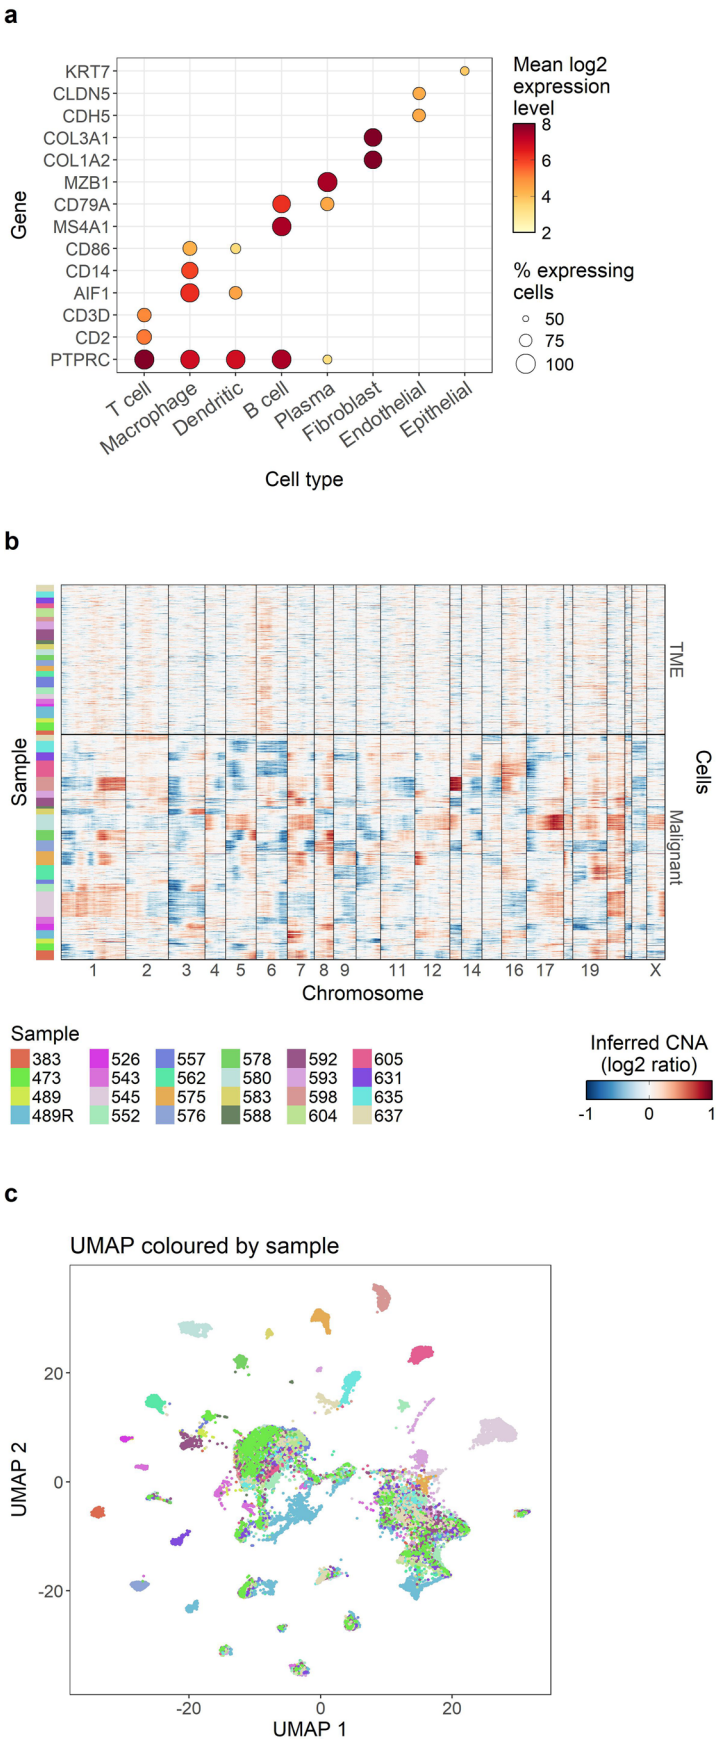 a
KRT7
CLDN5
CDH5
COL3A1
COL1A2
MZB1
CD79A
MS4A1
CD86
CD14
AIF1
CD3D
CD2
PTPRC
Gene
T cell
Macrophage
Dendritic
B cell
Plasma
Fibroblast
Endothelial
Epithelial
Cell type
Mean log2
expression
level
8
6
4
2
% expressing
cells
50
75
100
b
Sample
TME
Malignant
Cells
1 2 3 4 5 6 7 8 9 11 12 14 16 17 19 X
Chromosome
Sample
383 526 557 578 592 605
473 543 562 580 593 631
489 545 575 583 598 635
489R 552 576 588 604 637
Inferred CNA
(log2 ratio)
-1 0 1
c
UMAP coloured by sample
20
0
-20
UMAP 2
-20 0 20
UMAP 1